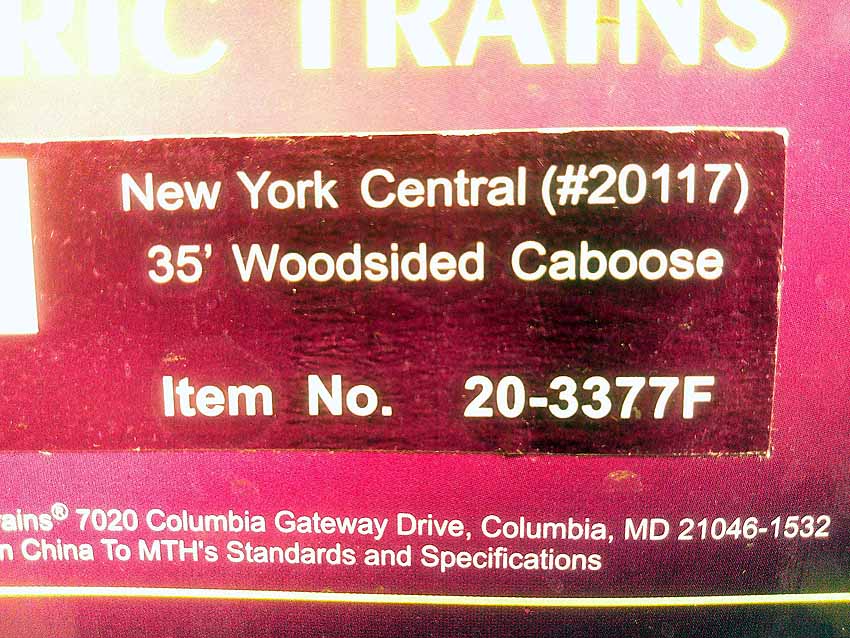 RIC TRAINS
New York Central (#20117)
35' Woodsided Caboose
Item No. 20-3377F
ains® 7020 Columbia Gateway Drive, Columbia, MD 21046-1532
n China To MTH's Standards and Specifications